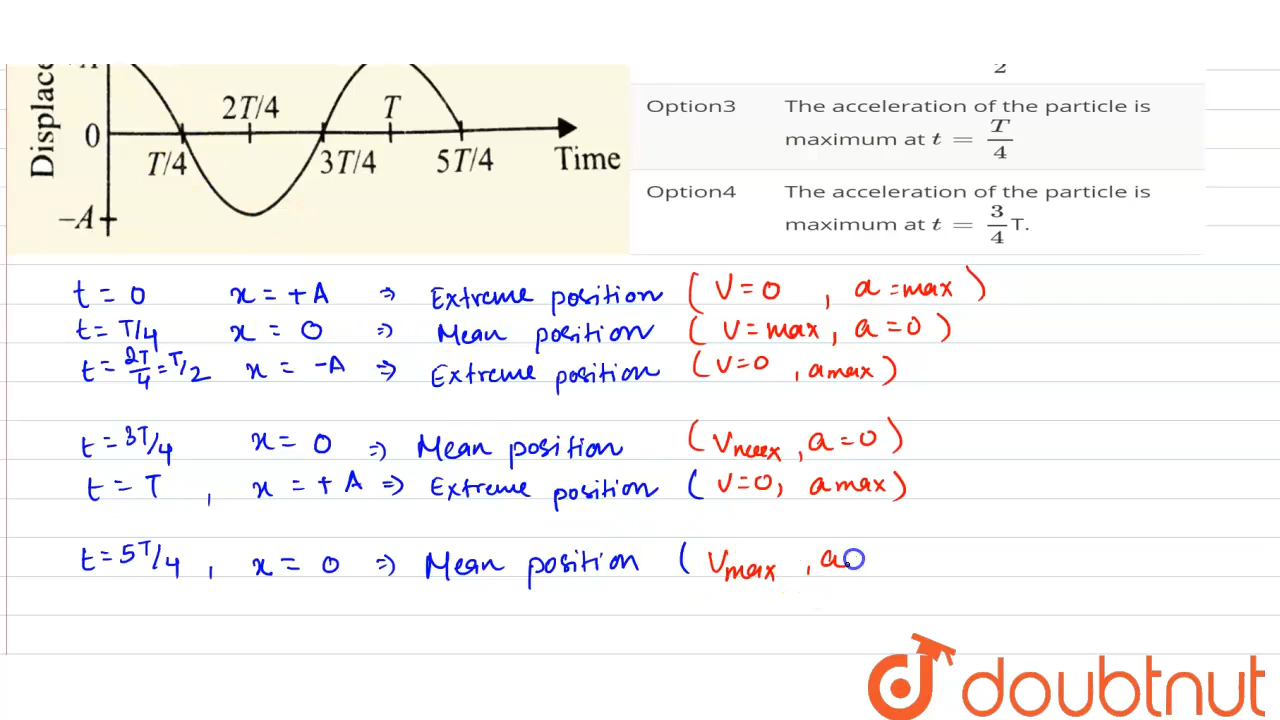 Displace
0
-A
T/4
2T/4
3T/4
T
5T/4
Time
2
Option3 The acceleration of the particle is
maximum at t = T/4
Option4 The acceleration of the particle is
maximum at t = 3/4 T.
t = 0 x = +A ⇒ Extreme position (V=0 , a=max)
t = T/4 x = 0 ⇒ Mean position (V=max, a=0)
t = 2T/4 = T/2 x = -A ⇒ Extreme position (V=0 , amax)
t = 3T/4 x = 0 ⇒ Mean position (Vmax, a=0)
t = T , x = +A ⇒ Extreme position (V=0, amax)
t = 5T/4 , x = 0 ⇒ Mean position (Vmax , a
doubtnut